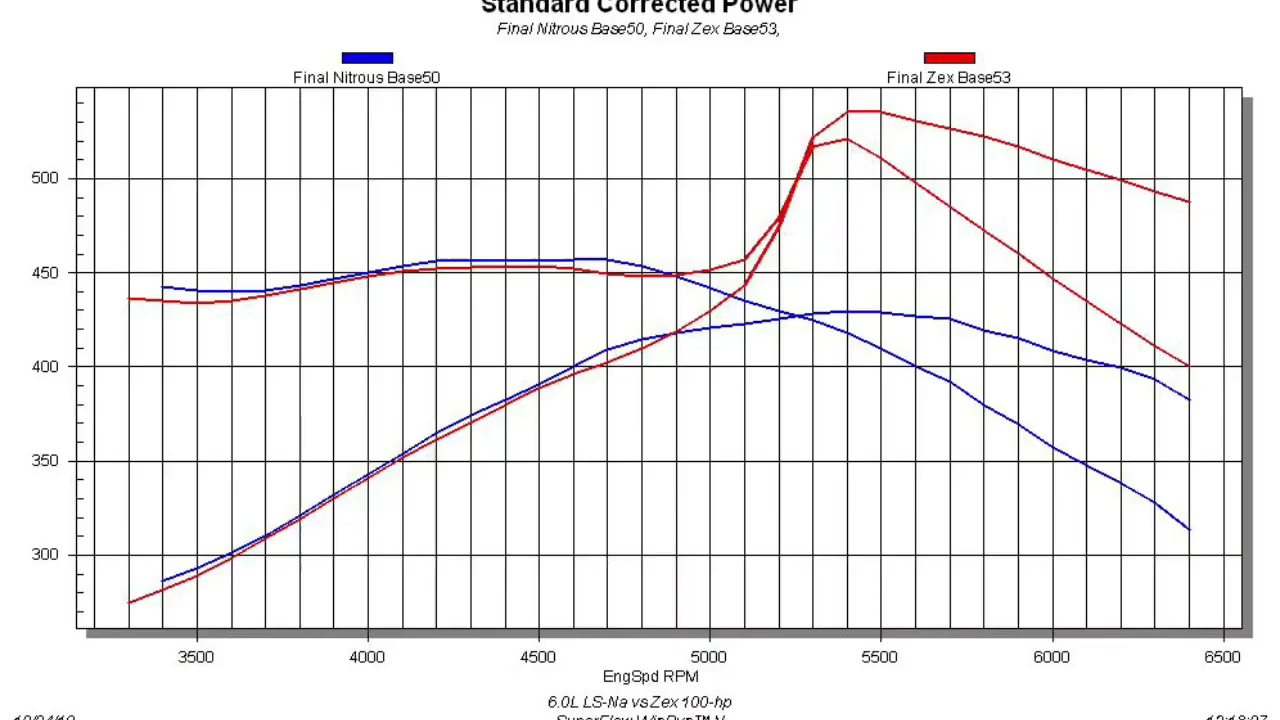 Standard Corrected Power
Final Nitrous Base50, Final Zex Base53,
Final Nitrous Base50
Final Zex Base53
500
450
400
350
300
3500 4000 4500 5000 5500 6000 6500
EngSpd RPM
6.0L LS-Na vs Zex 100-hp